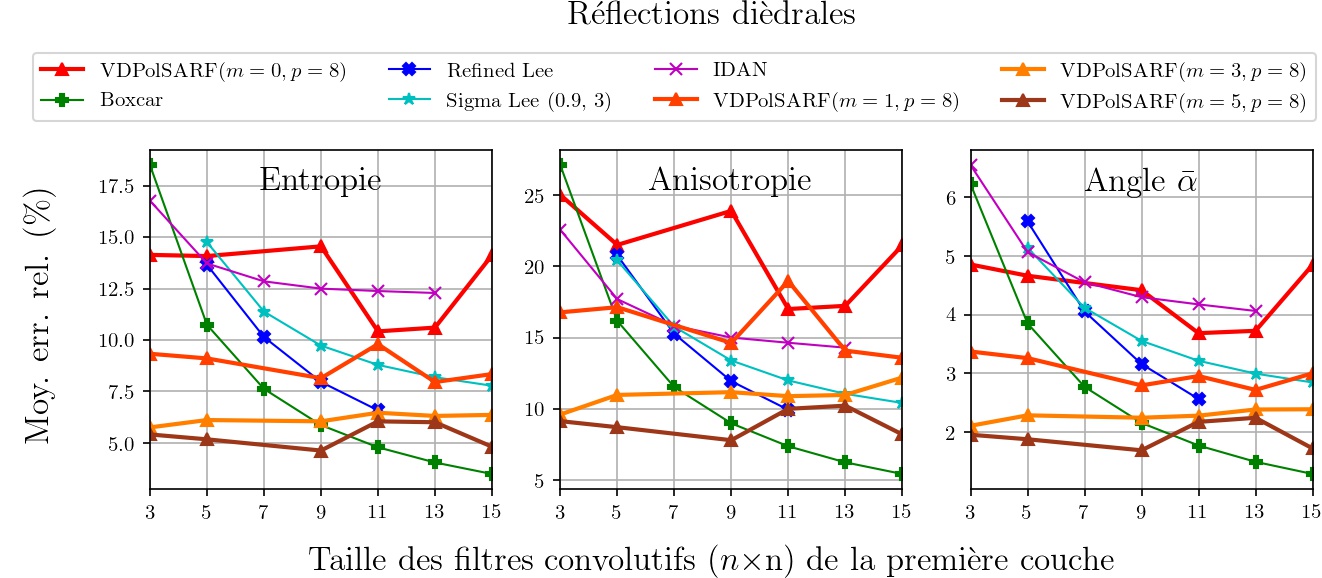 Réflections dièdrales
VDPolSARF(m = 0, p = 8) Refined Lee IDAN VDPolSARF(m = 3, p = 8)
Boxcar Sigma Lee (0.9, 3) VDPolSARF(m = 1, p = 8) VDPolSARF(m = 5, p = 8)
Moy. err. rel. (%)
Entropie
17.5
15.0
12.5
10.0
7.5
5.0
3 5 7 9 11 13 15
Anisotropie
25
20
15
10
5
3 5 7 9 11 13 15
Angle ᾱ
6
5
4
3
2
3 5 7 9 11 13 15
Taille des filtres convolutifs (n×n) de la première couche